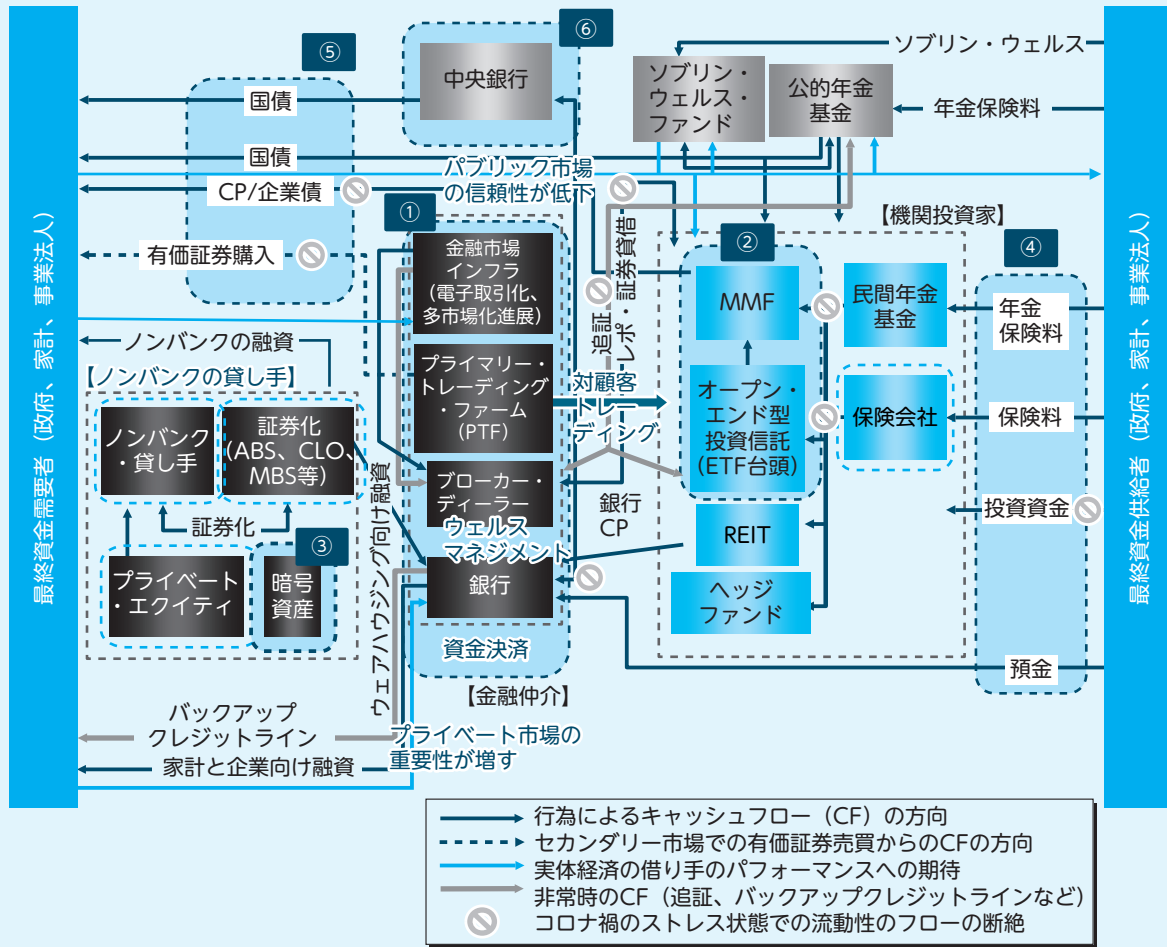 最終資金需要者（政府、家計、事業法人）
最終資金供給者（政府、家計、事業法人）
⑤
⑥
中央銀行
ソブリン・
ウェルス・
ファンド
公的年金
基金
ソブリン・ウェルス
年金保険料
国債
国債
パブリック市場
の信頼性が低下
CP/企業債
有価証券購入
①
金融市場
インフラ
(電子取引化、
多市場化進展)
プライマリー・
トレーディング
・ファーム
(PTF)
ブローカー・
ディーラー
ウェルス
マネジメント
銀行
資金決済
【金融仲介】
対顧客
トレー
ディング
追証
レポ・証券貸借
銀行
CP
【機関投資家】
②
MMF
オープン・
エンド型
投資信託
(ETF台頭)
REIT
ヘッジ
ファンド
民間年金
基金
保険会社
④
年金
保険料
保険料
投資資金
預金
ノンバンクの融資
【ノンバンクの貸し手】
ノンバンク
・貸し手
証券化
(ABS、CLO、
MBS等)
証券化
③
プライベート
・エクイティ
暗号
資産
ウェアハウジング向け融資
バックアップ
クレジットライン
プライベート市場の
重要性が増す
家計と企業向け融資
行為によるキャッシュフロー（CF）の方向
セカンダリー市場での有価証券売買からのCFの方向
実体経済の借り手のパフォーマンスへの期待
非常時のCF（追証、バックアップクレジットラインなど）
コロナ禍のストレス状態での流動性のフローの断絶